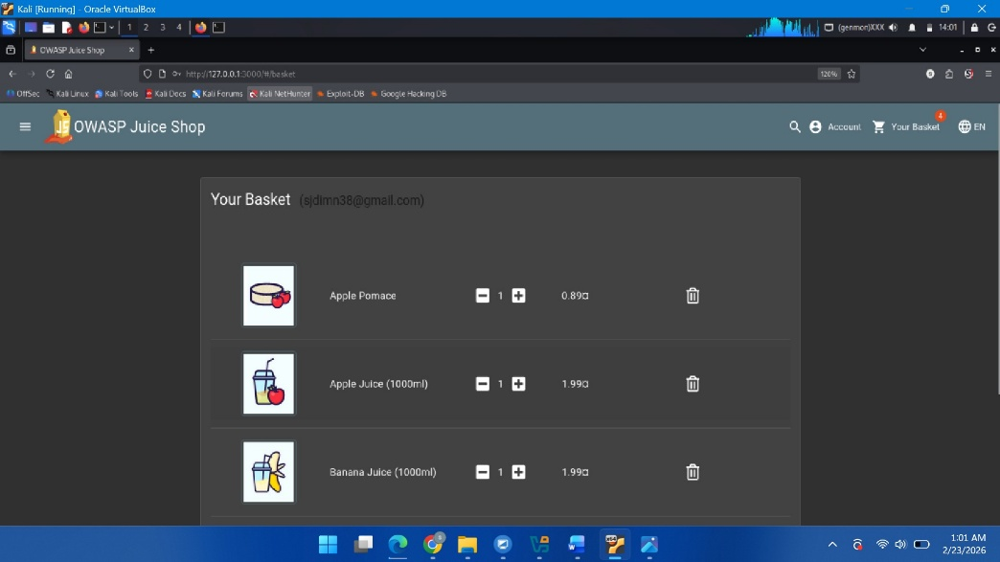 Kali [Running] - Oracle VirtualBox
1 2 3 4 (genmon)XXX 14:01
OWASP Juice Shop
http://127.0.0.1:3000/#/basket 120%
OffSec Kali Linux Kali Tools Kali Docs Kali Forums Kali NetHunter Exploit-DB Google Hacking DB
OWASP Juice Shop Account Your Basket 4 EN
Your Basket (sjdimn38@gmail.com)
Apple Pomace 1 0.89¤
Apple Juice (1000ml) 1 1.99¤
Banana Juice (1000ml) 1 1.99¤
1:01 AM
2/23/2026